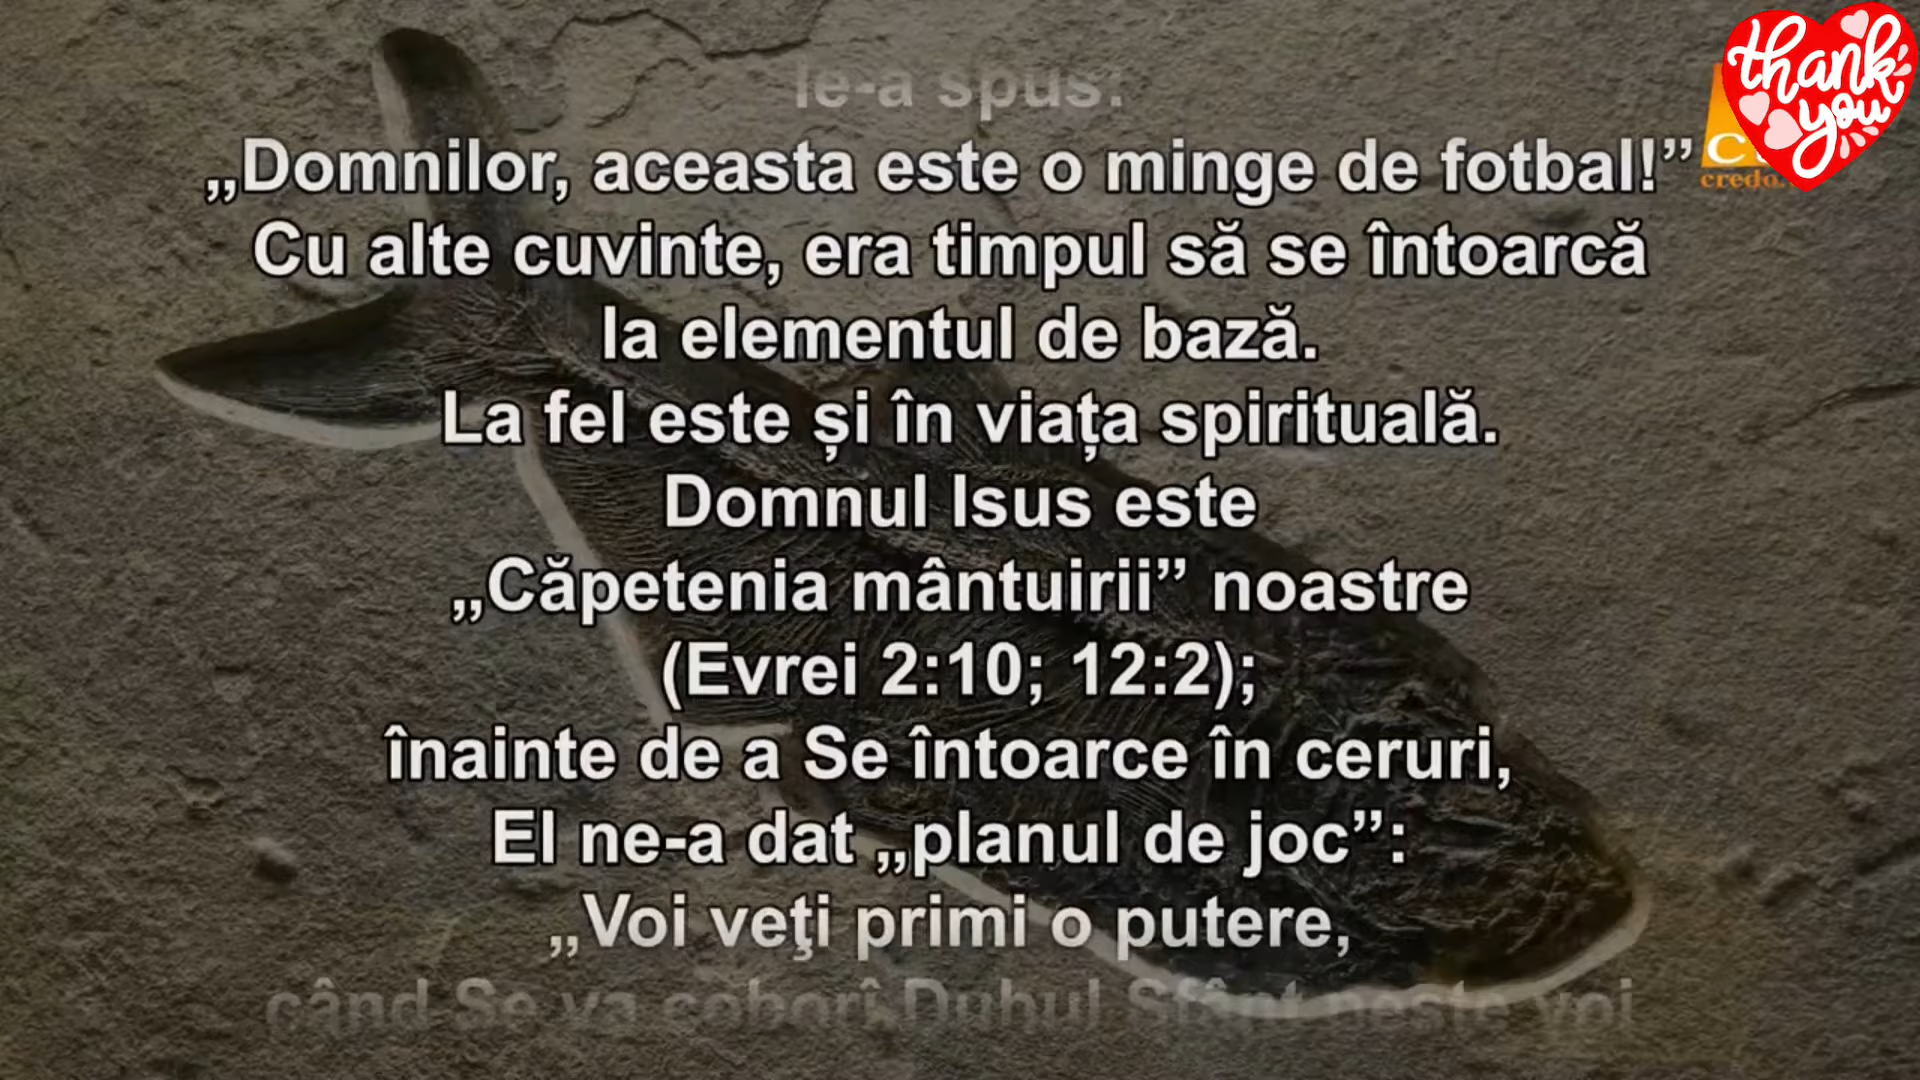 le-a spus:
„Domnilor, aceasta este o minge de fotbal!”
Cu alte cuvinte, era timpul să se întoarcă
la elementul de bază.
La fel este și în viața spirituală.
Domnul Isus este
„Căpetenia mântuirii” noastre
(Evrei 2:10; 12:2);
înainte de a Se întoarce în ceruri,
El ne-a dat „planul de joc”:
„Voi veţi primi o putere,
când Se va coborî Duhul Sfânt peste voi
thank
you